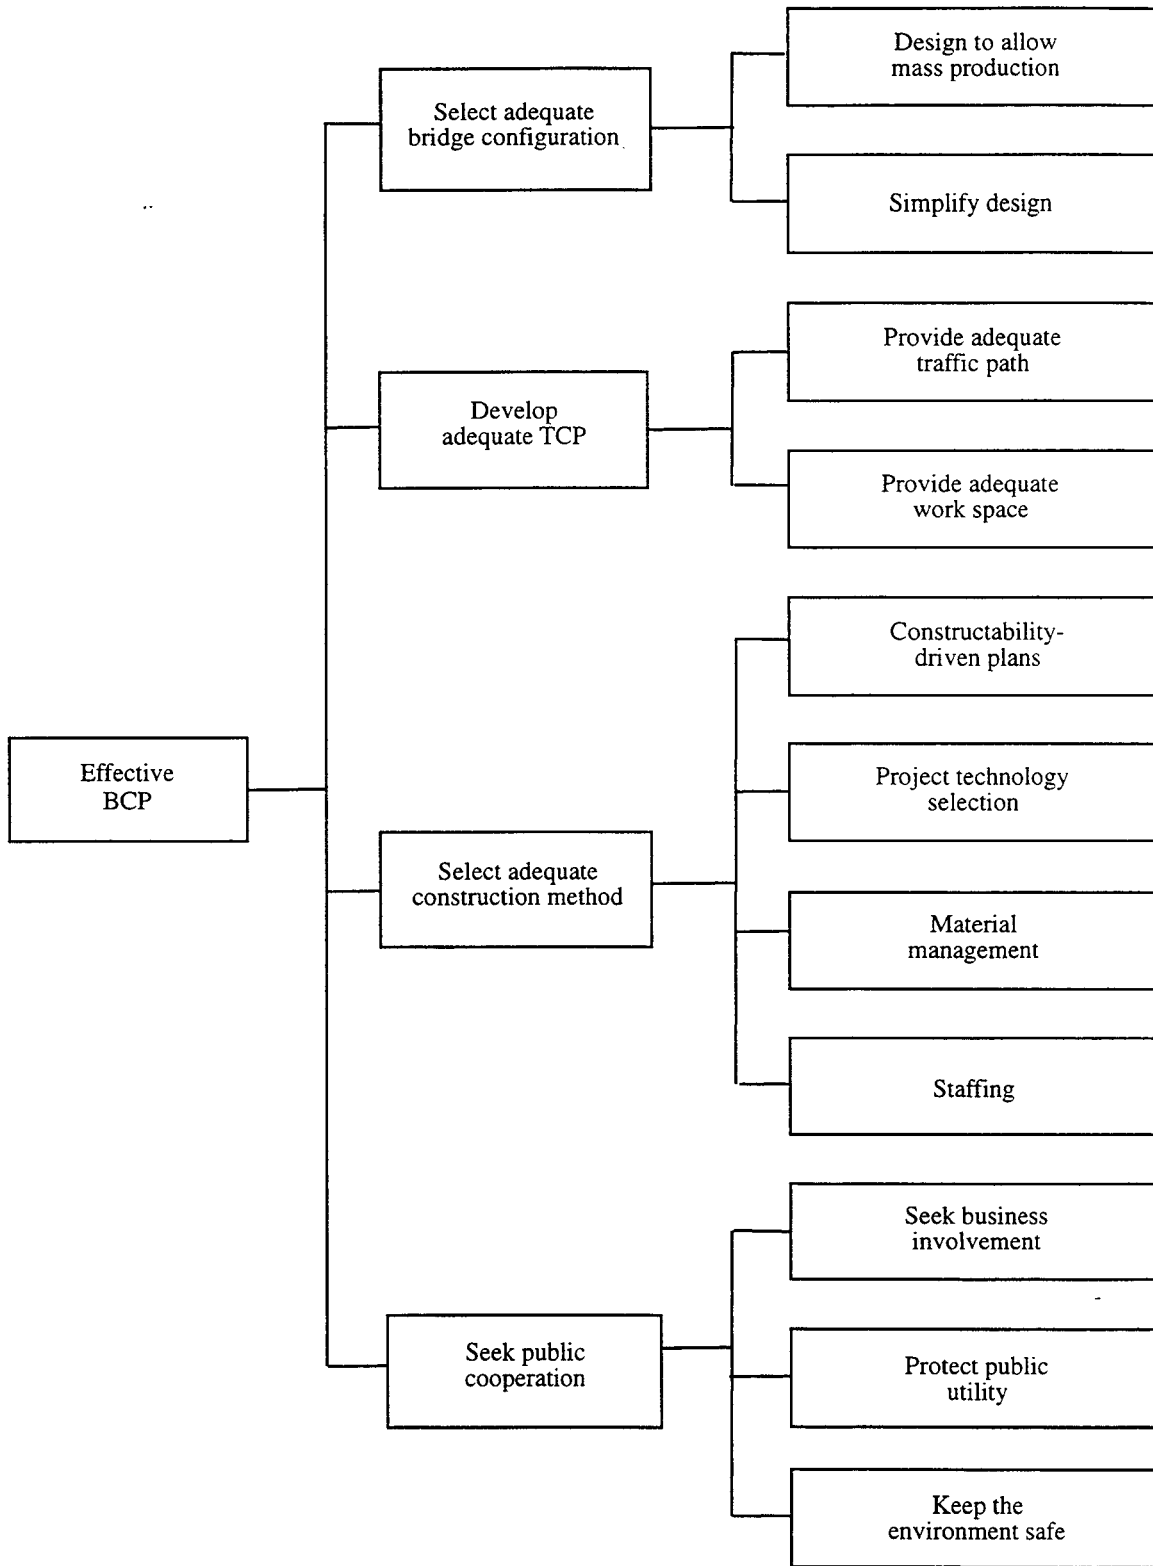 Design to allow
mass production
Select adequate
bridge configuration
Simplify design
Provide adequate
traffic path
Develop
adequate TCP
Provide adequate
work space
Constructability-
driven plans
Effective
BCP
Project technology
selection
Select adequate
construction method
Material
management
Staffing
Seek business
involvement
Seek public
cooperation
Protect public
utility
Keep the
environment safe